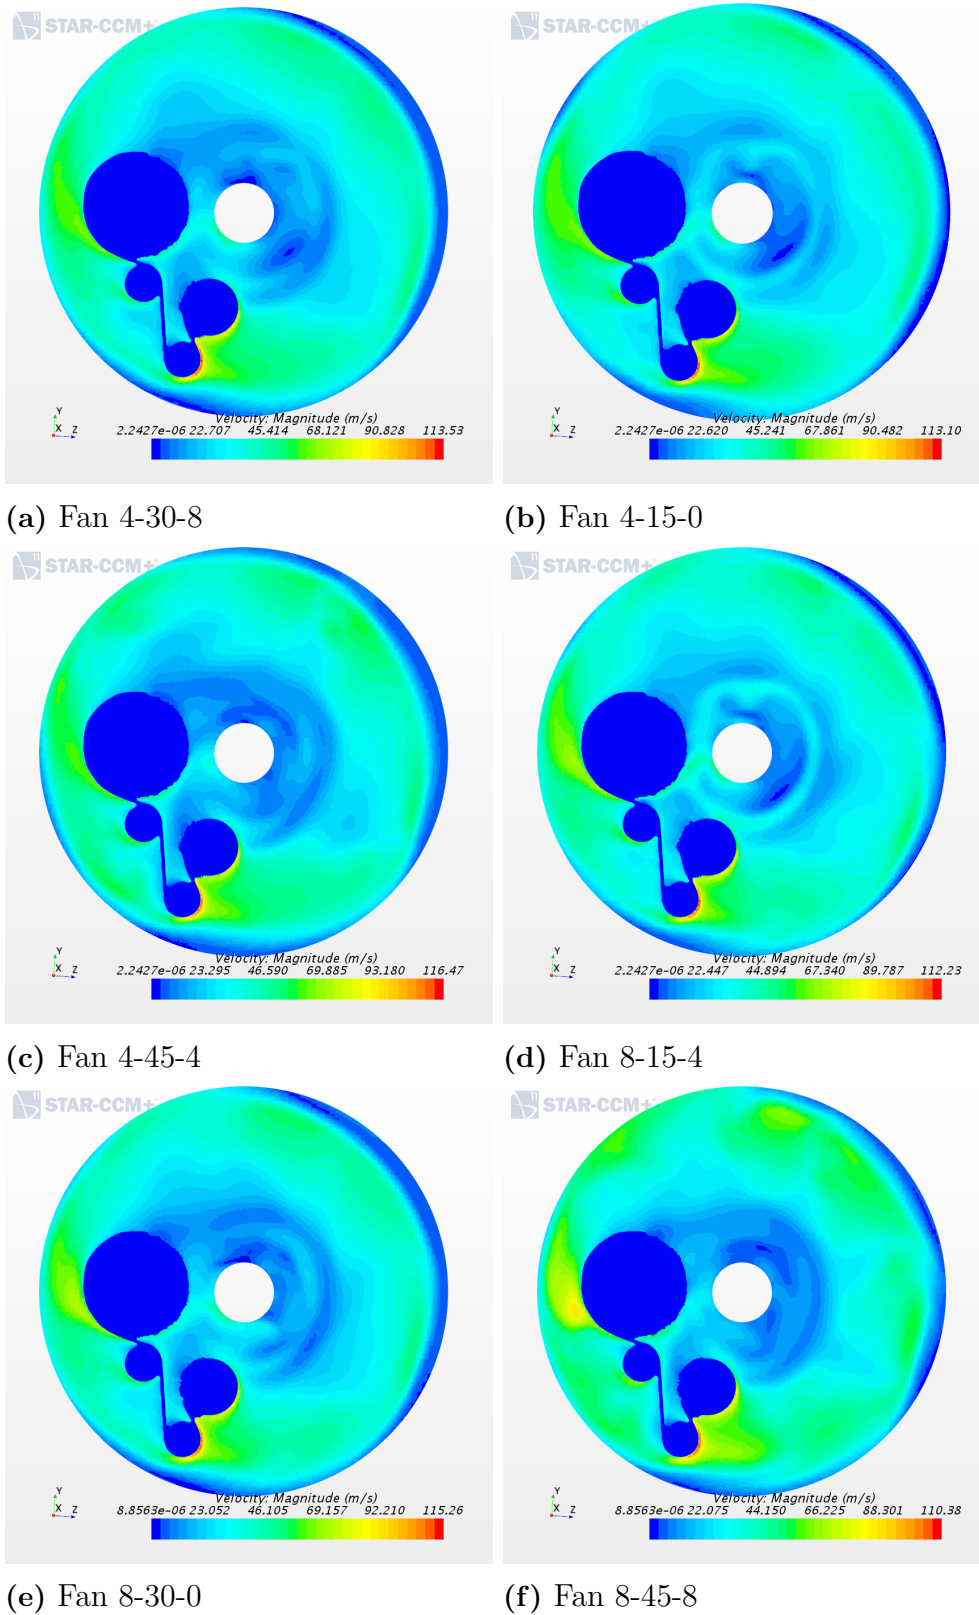 STAR-CCM+ STAR-CCM+
Y Y
X Z X Z
Velocity: Magnitude (m/s) Velocity: Magnitude (m/s)
2.2427e-06 22.707 45.414 68.121 90.828 113.53 2.2427e-06 22.620 45.241 67.861 90.482 113.10
(a) Fan 4-30-8 (b) Fan 4-15-0
STAR-CCM+ STAR-CCM+
Y Y
X Z X Z
Velocity: Magnitude (m/s) Velocity: Magnitude (m/s)
2.2427e-06 23.295 46.590 69.885 93.180 116.47 2.2427e-06 22.447 44.894 67.340 89.787 112.23
(c) Fan 4-45-4 (d) Fan 8-15-4
STAR-CCM+ STAR-CCM+
Y Y
X Z X Z
Velocity: Magnitude (m/s) Velocity: Magnitude (m/s)
8.8563e-06 23.052 46.105 69.157 92.210 115.26 8.8563e-06 22.075 44.150 66.225 88.301 110.38
(e) Fan 8-30-0 (f) Fan 8-45-8